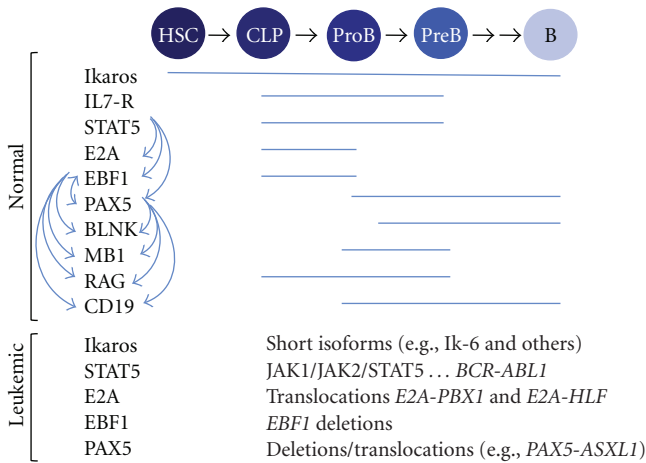 HSC → CLP → ProB → PreB → → B
Normal
Ikaros
IL7-R
STAT5
E2A
EBF1
PAX5
BLNK
MB1
RAG
CD19
Leukemic
Ikaros Short isoforms (e.g., Ik-6 and others)
STAT5 JAK1/JAK2/STAT5 ... BCR-ABL1
E2A Translocations E2A-PBX1 and E2A-HLF
EBF1 EBF1 deletions
PAX5 Deletions/translocations (e.g., PAX5-ASXL1)